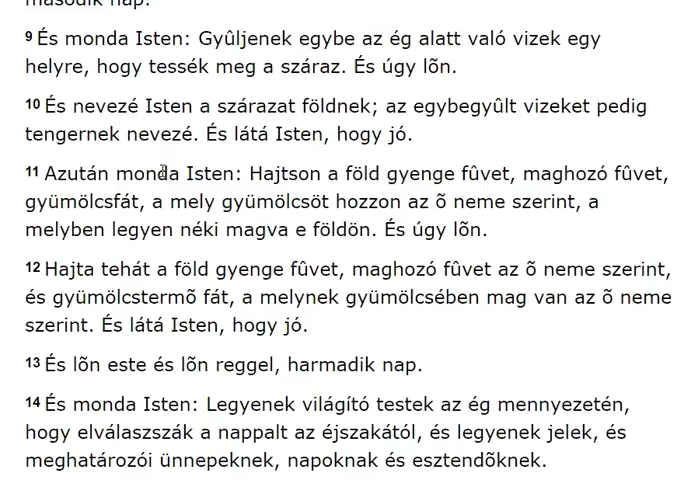 második nap.
9 És monda Isten: Gyûljenek egybe az ég alatt való vizek egy
helyre, hogy tessék meg a száraz. És úgy lõn.
10 És nevezé Isten a szárazat földnek; az egybegyûlt vizeket pedig
tengernek nevezé. És látá Isten, hogy jó.
11 Azután monda Isten: Hajtson a föld gyenge fûvet, maghozó fûvet,
gyümölcsfát, a mely gyümölcsöt hozzon az õ neme szerint, a
melyben legyen néki magva e földön. És úgy lõn.
12 Hajta tehát a föld gyenge fûvet, maghozó fûvet az õ neme szerint,
és gyümölcstermõ fát, a melynek gyümölcsében mag van az õ neme
szerint. És látá Isten, hogy jó.
13 És lõn este és lõn reggel, harmadik nap.
14 És monda Isten: Legyenek világító testek az ég mennyezetén,
hogy elválaszszák a nappalt az éjszakától, és legyenek jelek, és
meghatározói ünnepeknek, napoknak és esztendõknek.